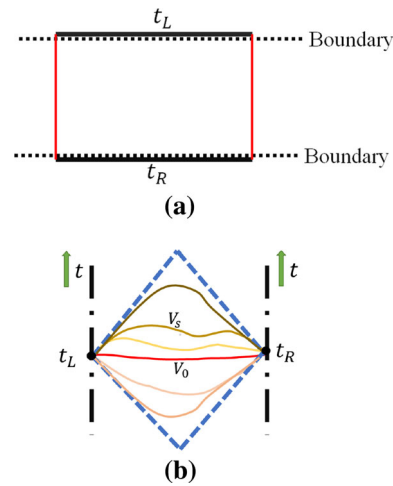 t_L
Boundary
Boundary
t_R
(a)
t t
V_s
t_L t_R
V_0
(b)